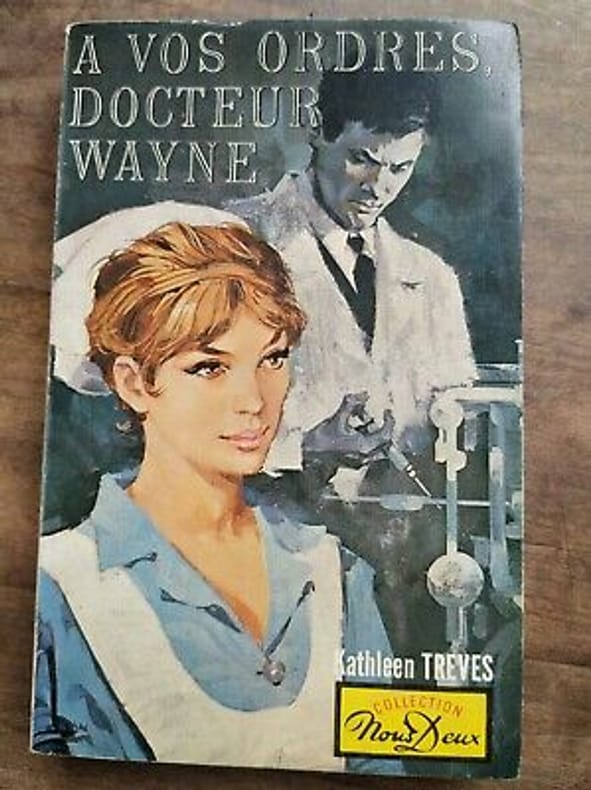 A VOS ORDRES,
DOCTEUR
WAYNE
Kathleen TREVES
COLLECTION
Nous Deux